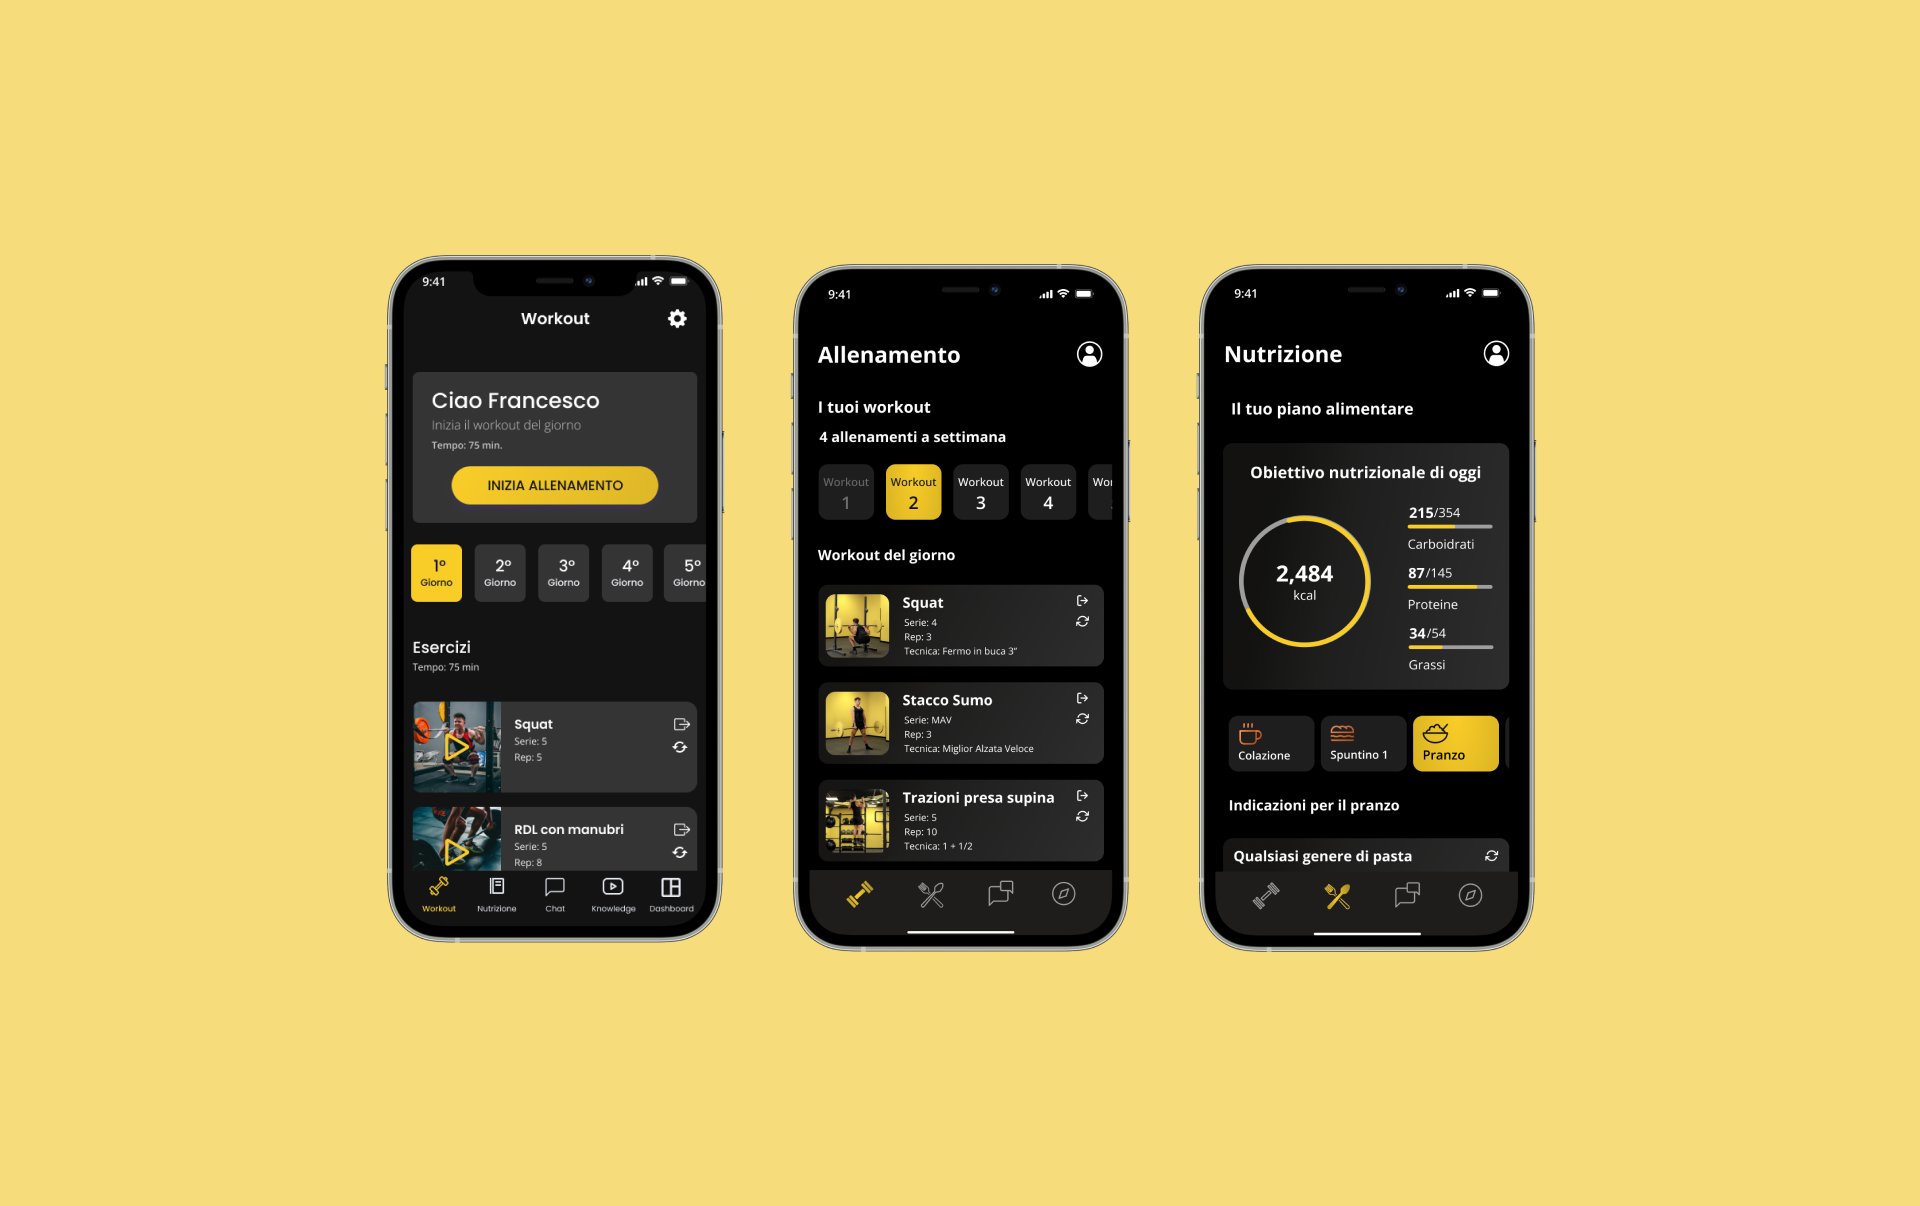 9:41
Workout
Ciao Francesco
Inizia il workout del giorno
Tempo: 75 min.
INIZIA ALLENAMENTO
1° 2° 3° 4° 5°
Giorno Giorno Giorno Giorno Giorno
Esercizi
Tempo: 75 min
Squat
Serie: 5
Rep: 5
RDL con manubri
Serie: 5
Rep: 8
Workout Nutrizione Chat Knowledge Dashboard
9:41
Allenamento
I tuoi workout
4 allenamenti a settimana
Workout Workout Workout Workout Wor
1 2 3 4
Workout del giorno
Squat
Serie: 4
Rep: 3
Tecnica: Fermo in buca 3”
Stacco Sumo
Serie: MAV
Rep: 3
Tecnica: Miglior Alzata Veloce
Trazioni presa supina
Serie: 5
Rep: 10
Tecnica: 1 + 1/2
9:41
Nutrizione
Il tuo piano alimentare
Obiettivo nutrizionale di oggi
2,484
kcal
215/354
Carboidrati
87/145
Proteine
34/54
Grassi
Colazione Spuntino 1 Pranzo
Indicazioni per il pranzo
Qualsiasi genere di pasta